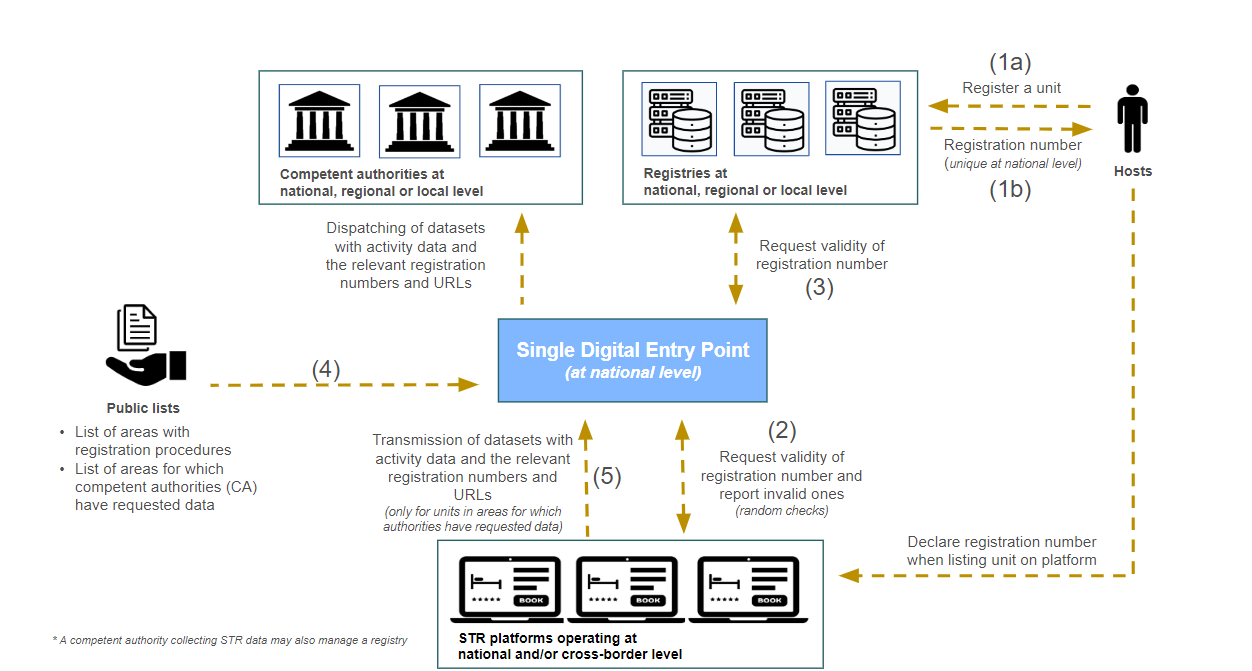 (1a)
Register a unit
Registration number
(unique at national level)
(1b)
Hosts
Competent authorities at
national, regional or local level
Registries at
national, regional or local level
Dispatching of datasets
with activity data and
the relevant registration
numbers and URLs
Request validity of
registration number
(3)
Single Digital Entry Point
(at national level)
(4)
Public lists
• List of areas with
registration procedures
• List of areas for which
competent authorities (CA)
have requested data
Transmission of datasets with
activity data and the relevant
registration numbers and
URLs
(only for units in areas for which
authorities have requested data)
(5)
(2)
Request validity of
registration number and
report invalid ones
(random checks)
Declare registration number
when listing unit on platform
BOOK
BOOK
BOOK
STR platforms operating at
national and/or cross-border level
* A competent authority collecting STR data may also manage a registry